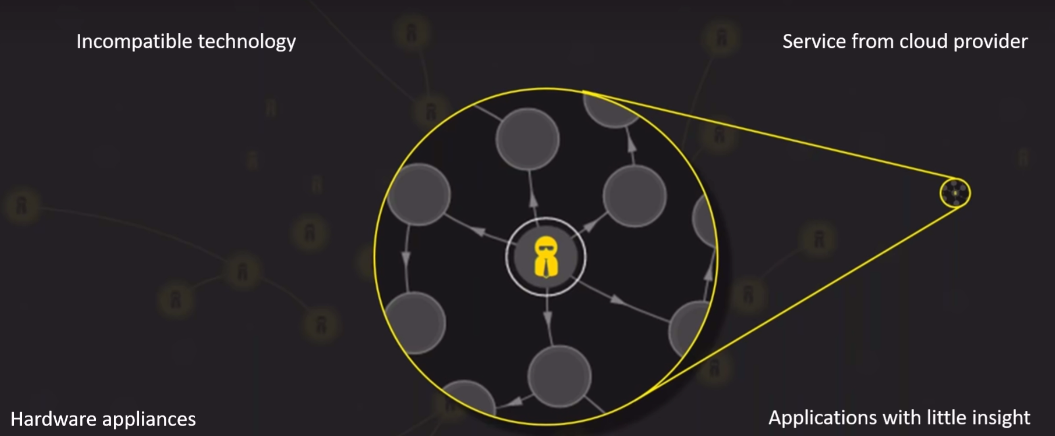 Incompatible technology
Service from cloud provider
Hardware appliances
Applications with little insight